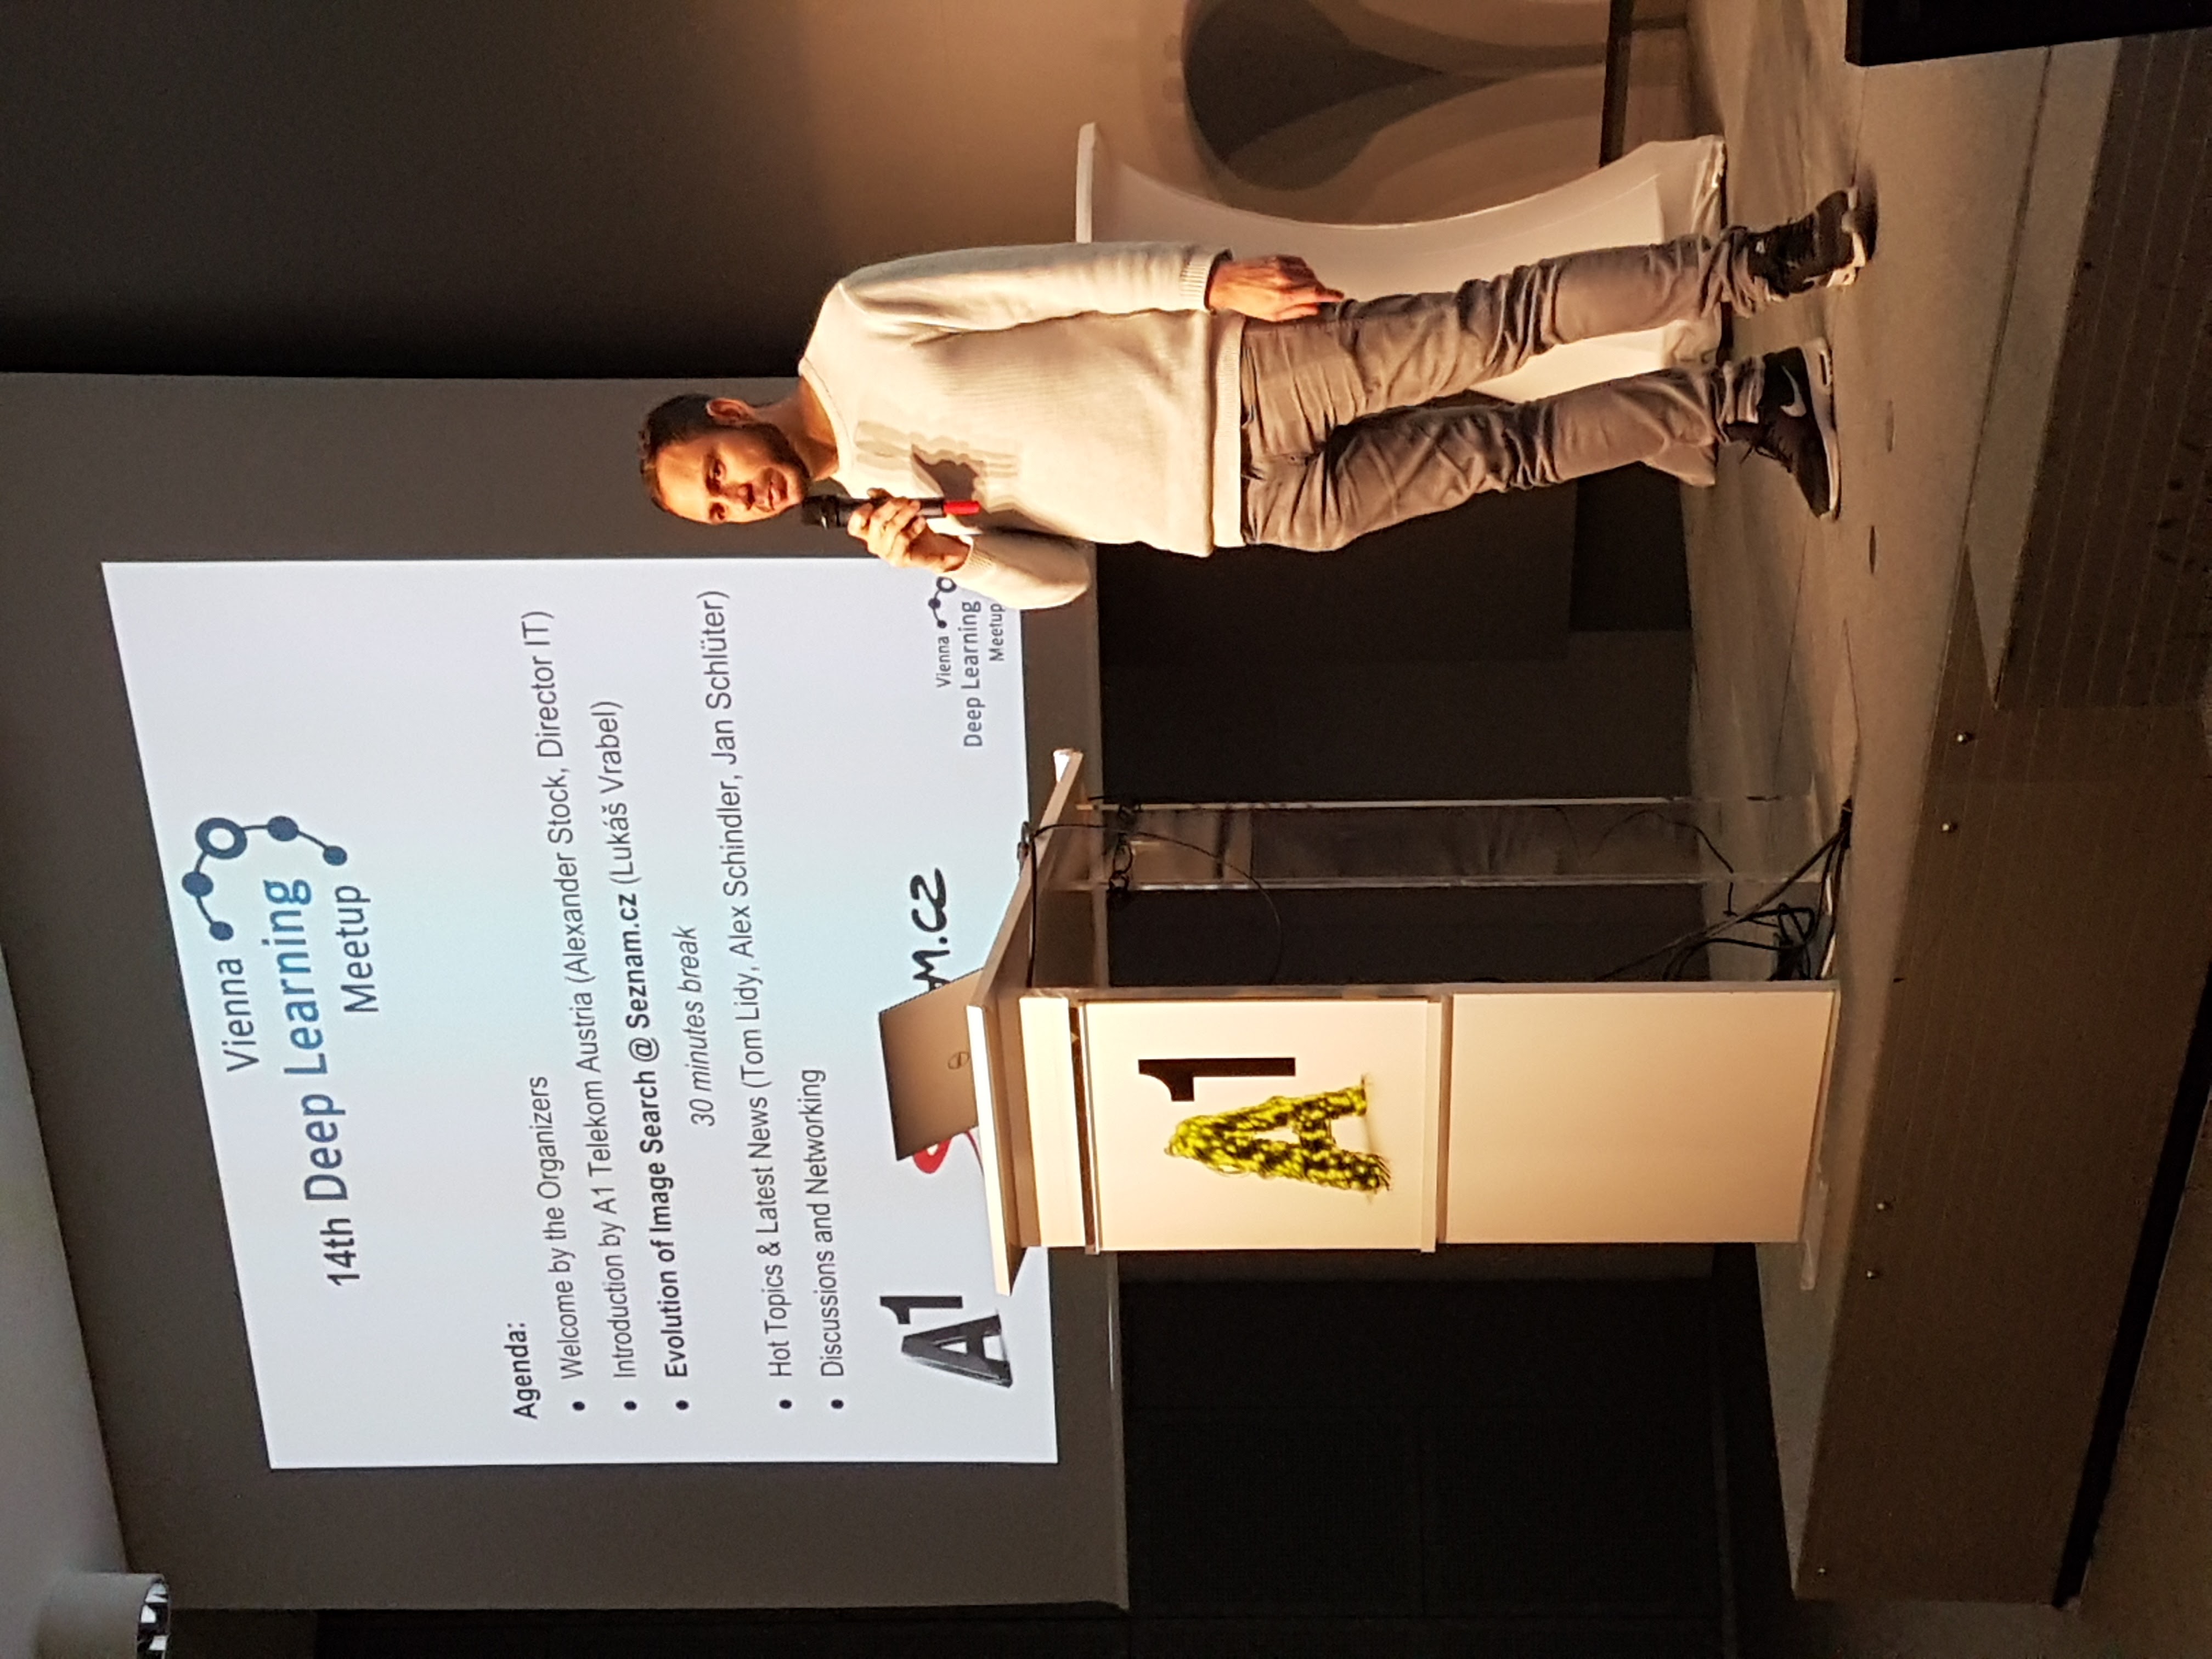 Vienna
14th Deep Learning
Meetup
Agenda:
• Welcome by the Organizers
• Introduction by A1 Telekom Austria (Alexander Stock, Director IT)
• Evolution of Image Search @ Seznam.cz (Lukáš Vrabel)
30 minutes break
• Hot Topics & Latest News (Tom Lidy, Alex Schindler, Jan Schlüter)
• Discussions and Networking
A1
M.CZ
Vienna
Deep Learning
Meetup
A1